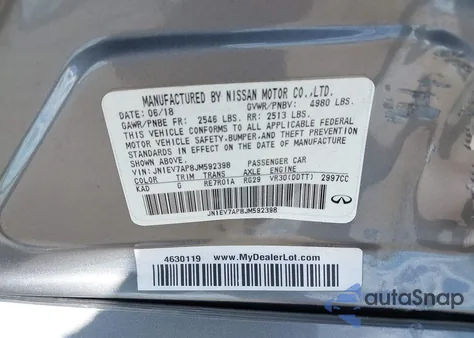 MANUFACTURED BY NISSAN MOTOR CO.,LTD.
DATE: 06/18 GVWR/PNBV: 4980 LBS.
GAWR/PNBE FR: 2546 LBS. RR: 2513 LBS.
THIS VEHICLE CONFORMS TO ALL APPLICABLE FEDERAL
MOTOR VEHICLE SAFETY,BUMPER,AND THEFT PREVENTION
STANDARDS IN EFFECT ON THE DATE OF MANUFACTURE
SHOWN ABOVE.
VIN: JN1EV7AP8JM592398 PASSENGER CAR
COLOR TRIM TRANS AXLE ENGINE
KAD G RE7R01A RG29 VR30(DDTT) 2997CC
JN1EV7AP8JM592398
INFINITI
4630119 www.MyDealerLot.com
autoSnap